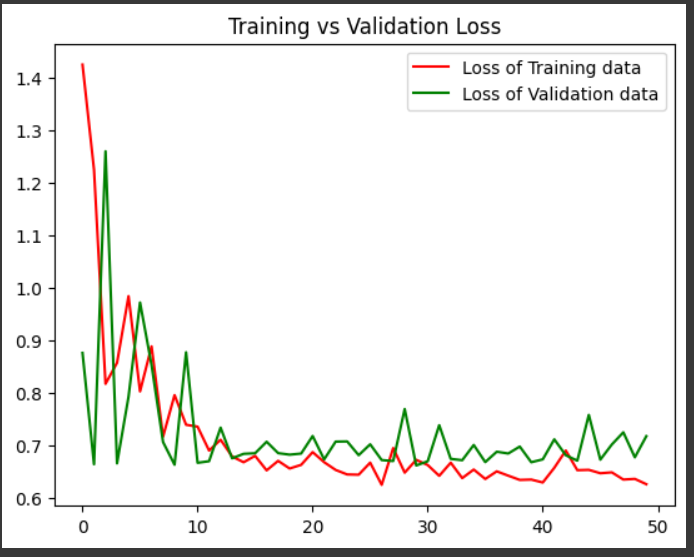 Training vs Validation Loss
Loss of Training data
Loss of Validation data
1.4
1.3
1.2
1.1
1.0
0.9
0.8
0.7
0.6
0 10 20 30 40 50